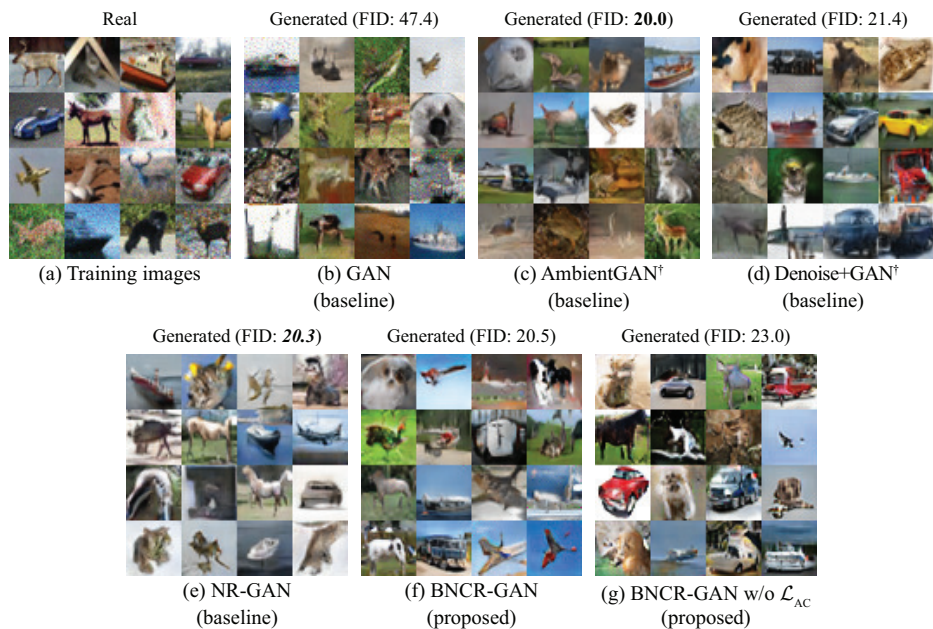 Real
Generated (FID: 47.4)
Generated (FID: 20.0)
Generated (FID: 21.4)
(a) Training images
(b) GAN
(baseline)
(c) AmbientGAN†
(baseline)
(d) Denoise+GAN†
(baseline)
Generated (FID: 20.3)
Generated (FID: 20.5)
Generated (FID: 23.0)
(e) NR-GAN
(baseline)
(f) BNCR-GAN
(proposed)
(g) BNCR-GAN w/o ℒAC
(proposed)